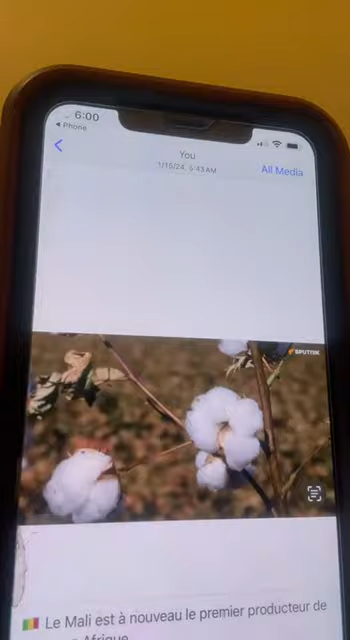 6:00
Phone
You
1/15/24, 5:43 AM
All Media
SPUTNIK
Le Mali est à nouveau le premier producteur de
Afrique